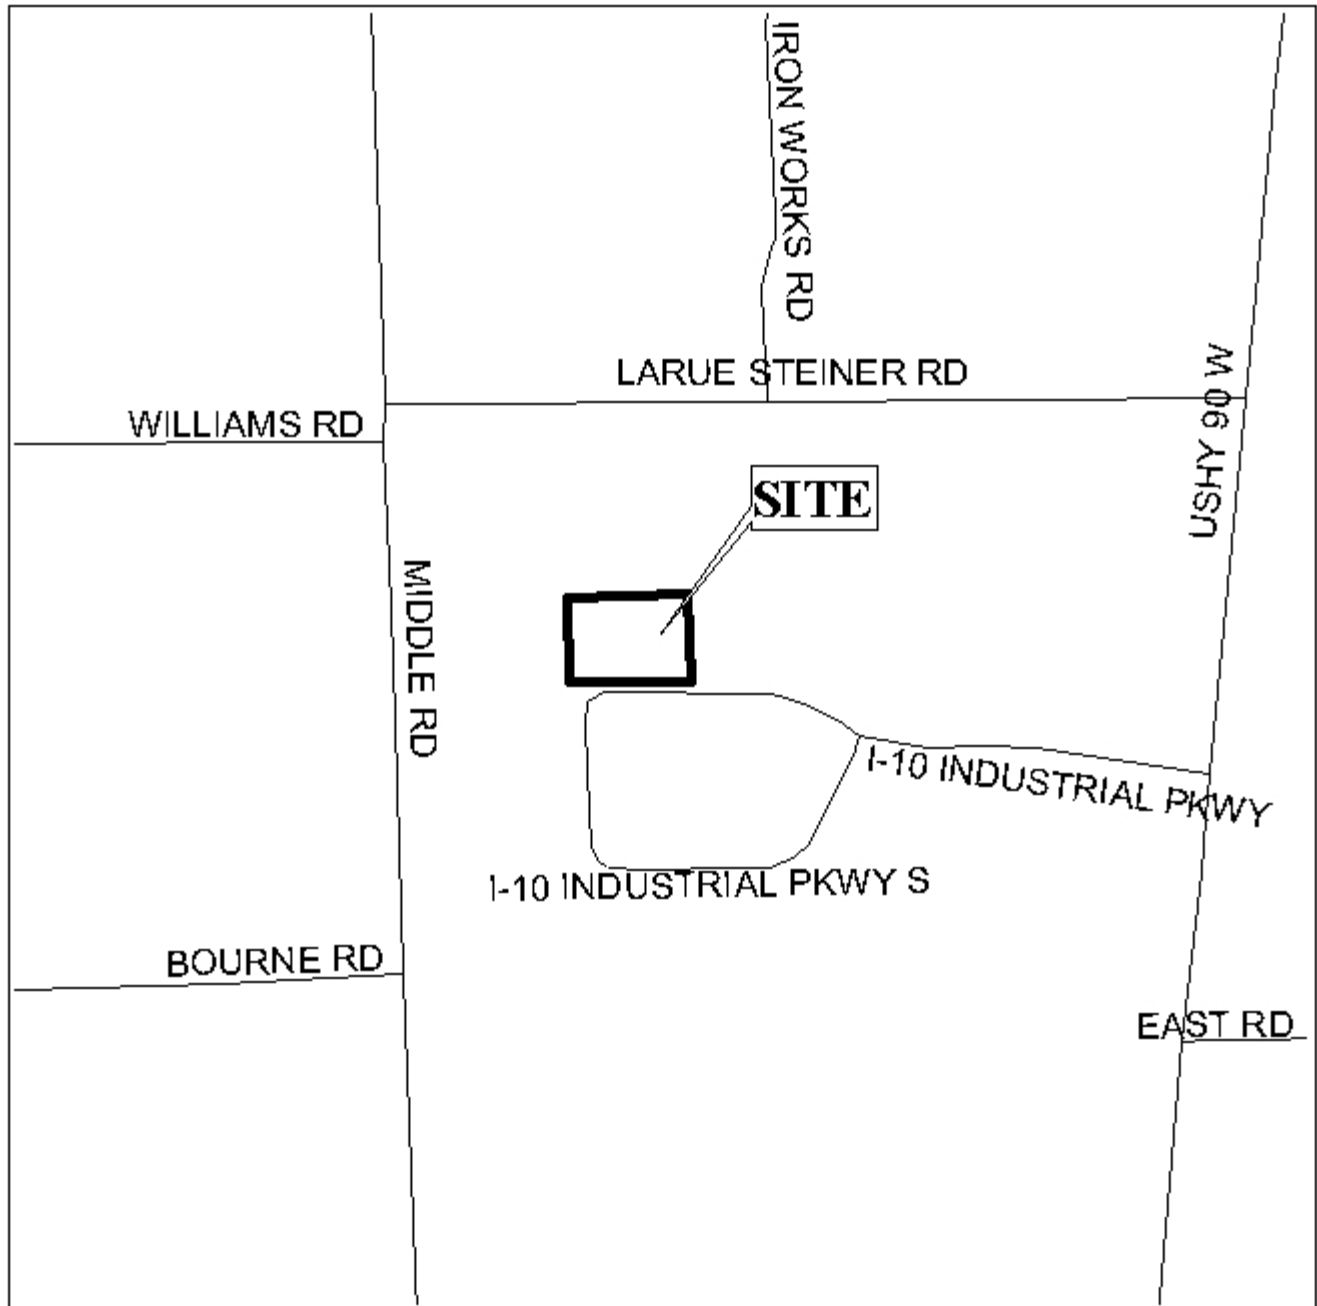 IRON WORKS RD
LARUE STEINER RD
WILLIAMS RD
USHY 90 W
SITE
MIDDLE RD
I-10 INDUSTRIAL PKWY
I-10 INDUSTRIAL PKWY S
BOURNE RD
EAST RD